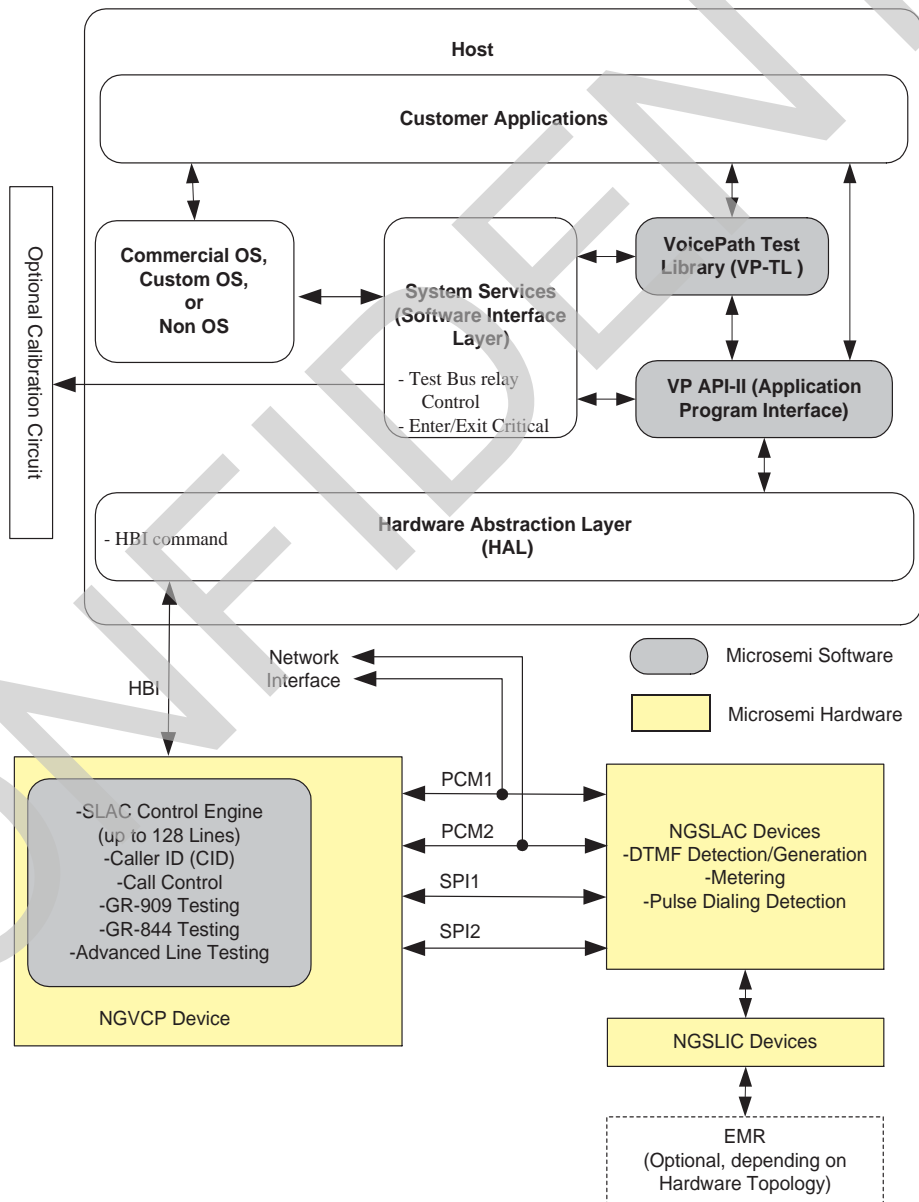 Host
Customer Applications
Optional Calibration Circuit
Commercial OS,
Custom OS,
or
Non OS
System Services
(Software Interface
Layer)
- Test Bus relay
Control
- Enter/Exit Critical
VoicePath Test
Library (VP-TL )
VP API-II (Application
Program Interface)
Hardware Abstraction Layer
(HAL)
- HBI command
HBI
Network
Interface
Microsemi Software
Microsemi Hardware
-SLAC Control Engine
(up to 128 Lines)
-Caller ID (CID)
-Call Control
-GR-909 Testing
-GR-844 Testing
-Advanced Line Testing
NGVCP Device
PCM1
PCM2
SPI1
SPI2
NGSLAC Devices
-DTMF Detection/Generation
-Metering
-Pulse Dialing Detection
NGSLIC Devices
EMR
(Optional, depending on
Hardware Topology)
ONFIDENT